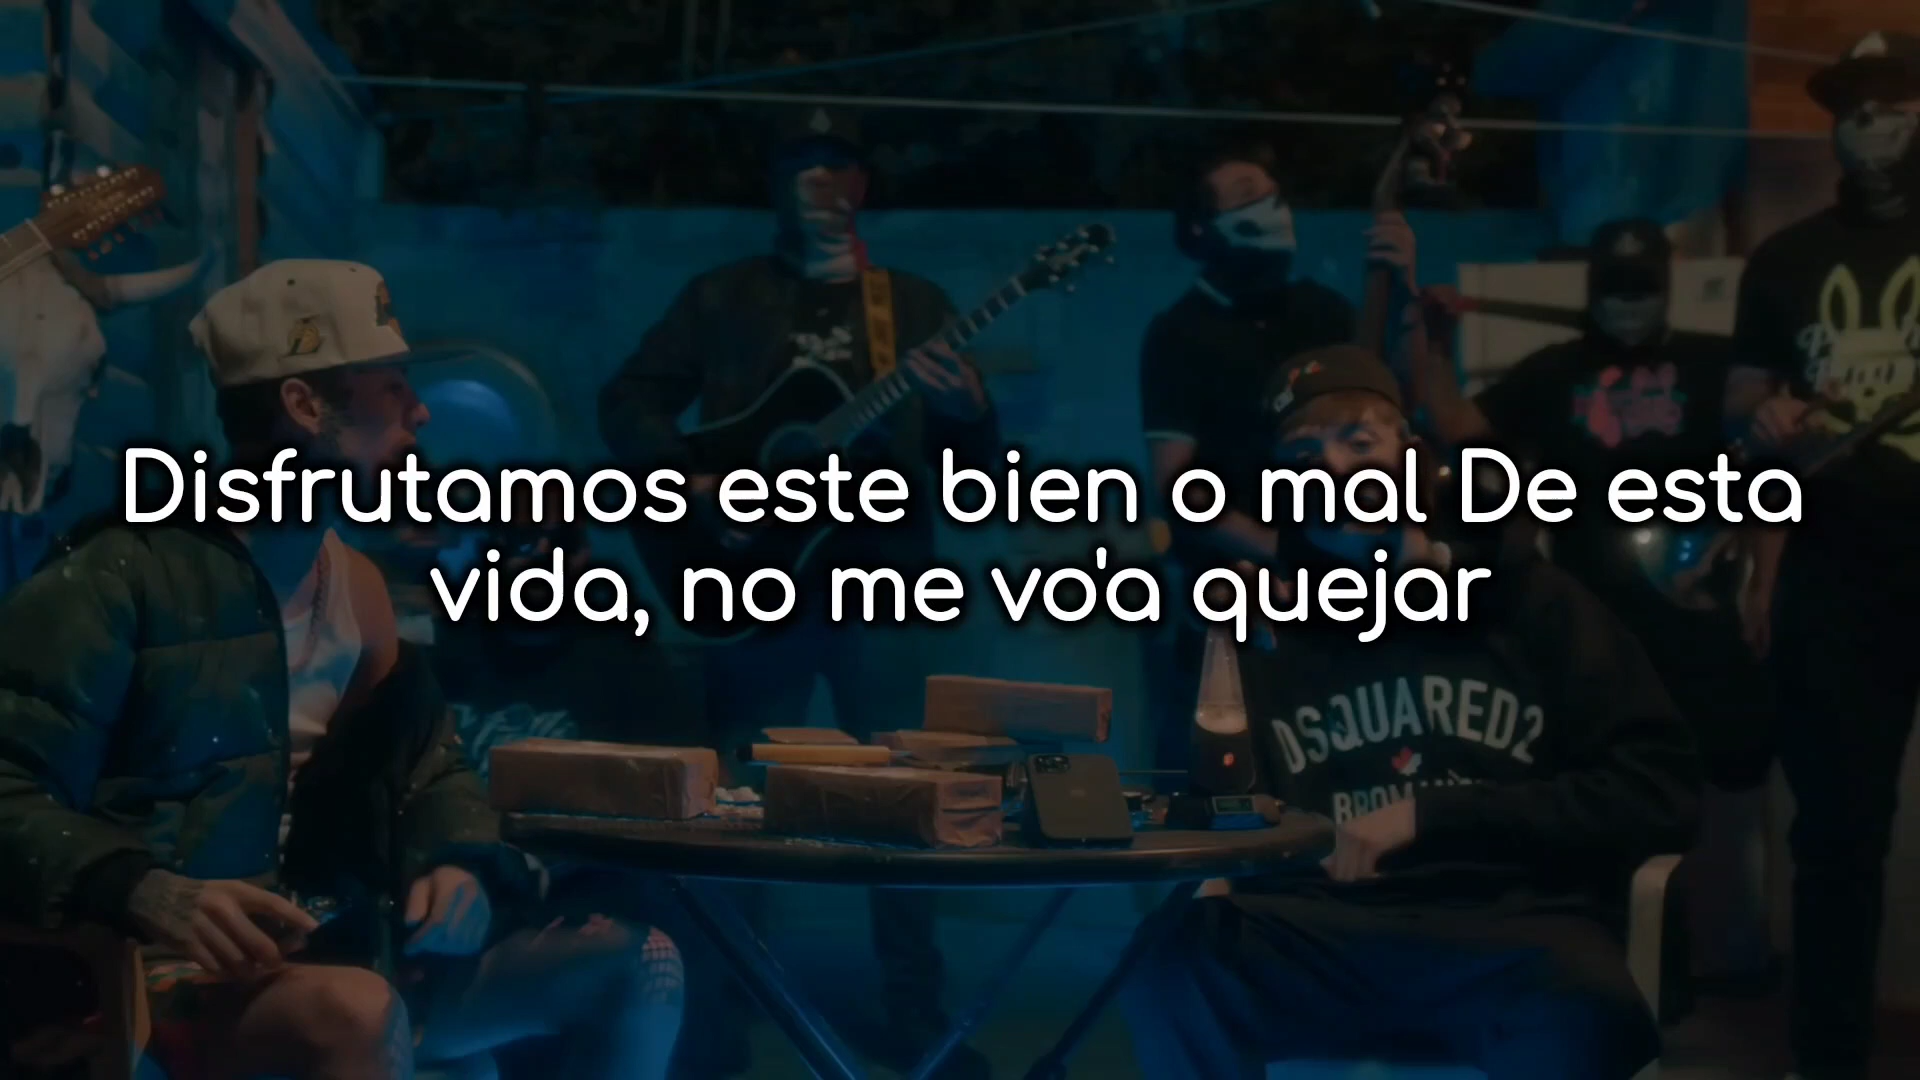 Disfrutamos este bien o mal De esta
vida, no me vo'a quejar
DSQUARED2